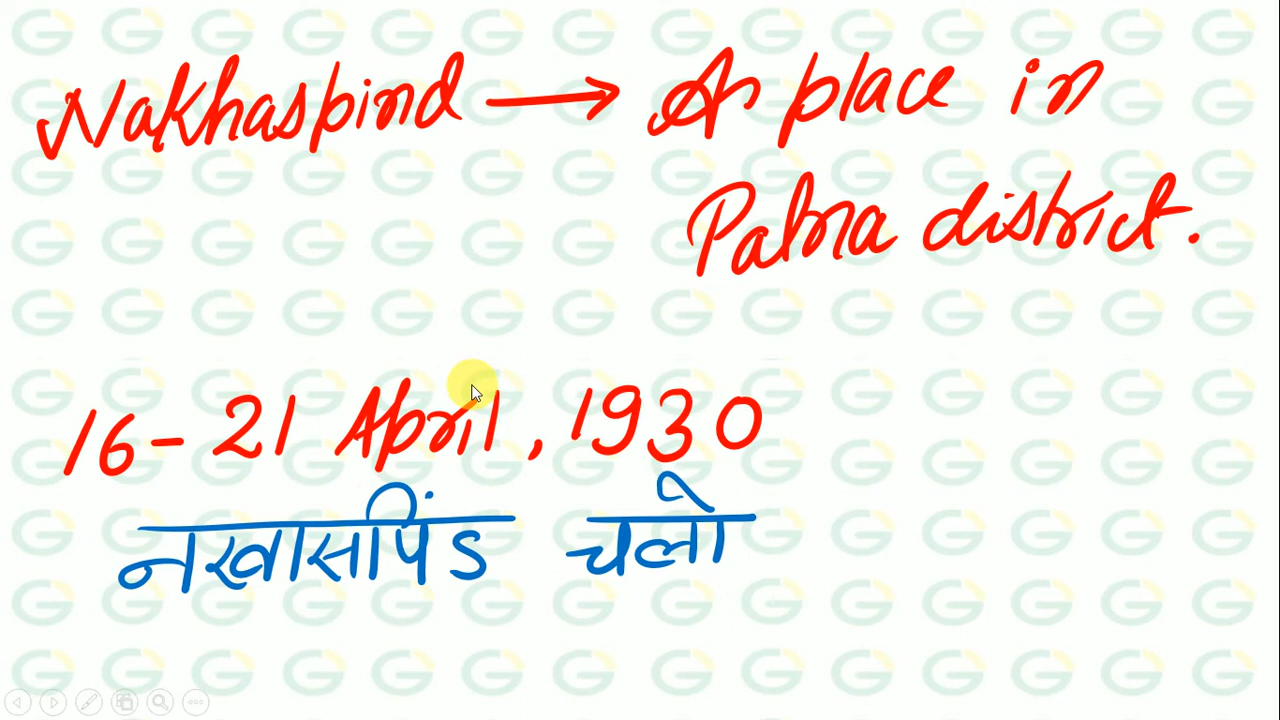 Nakhaspind → A place in
Patna district.
16-21 April, 1930
नखासपिंड चलो